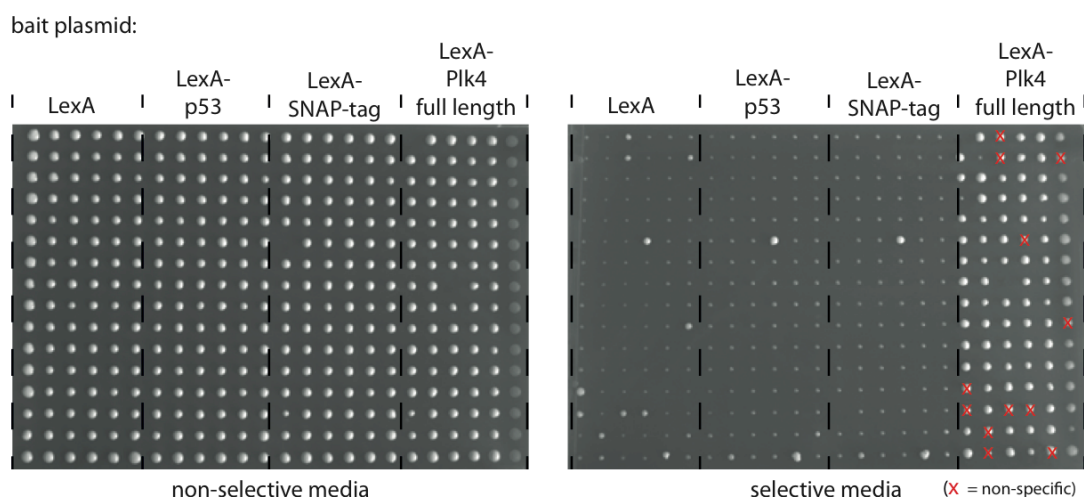 bait plasmid:
LexA
LexA-
p53
LexA-
SNAP-tag
LexA-
Plk4
full length
LexA
LexA-
p53
LexA-
SNAP-tag
LexA-
Plk4
full length
non-selective media
selective media
(X = non-specific)